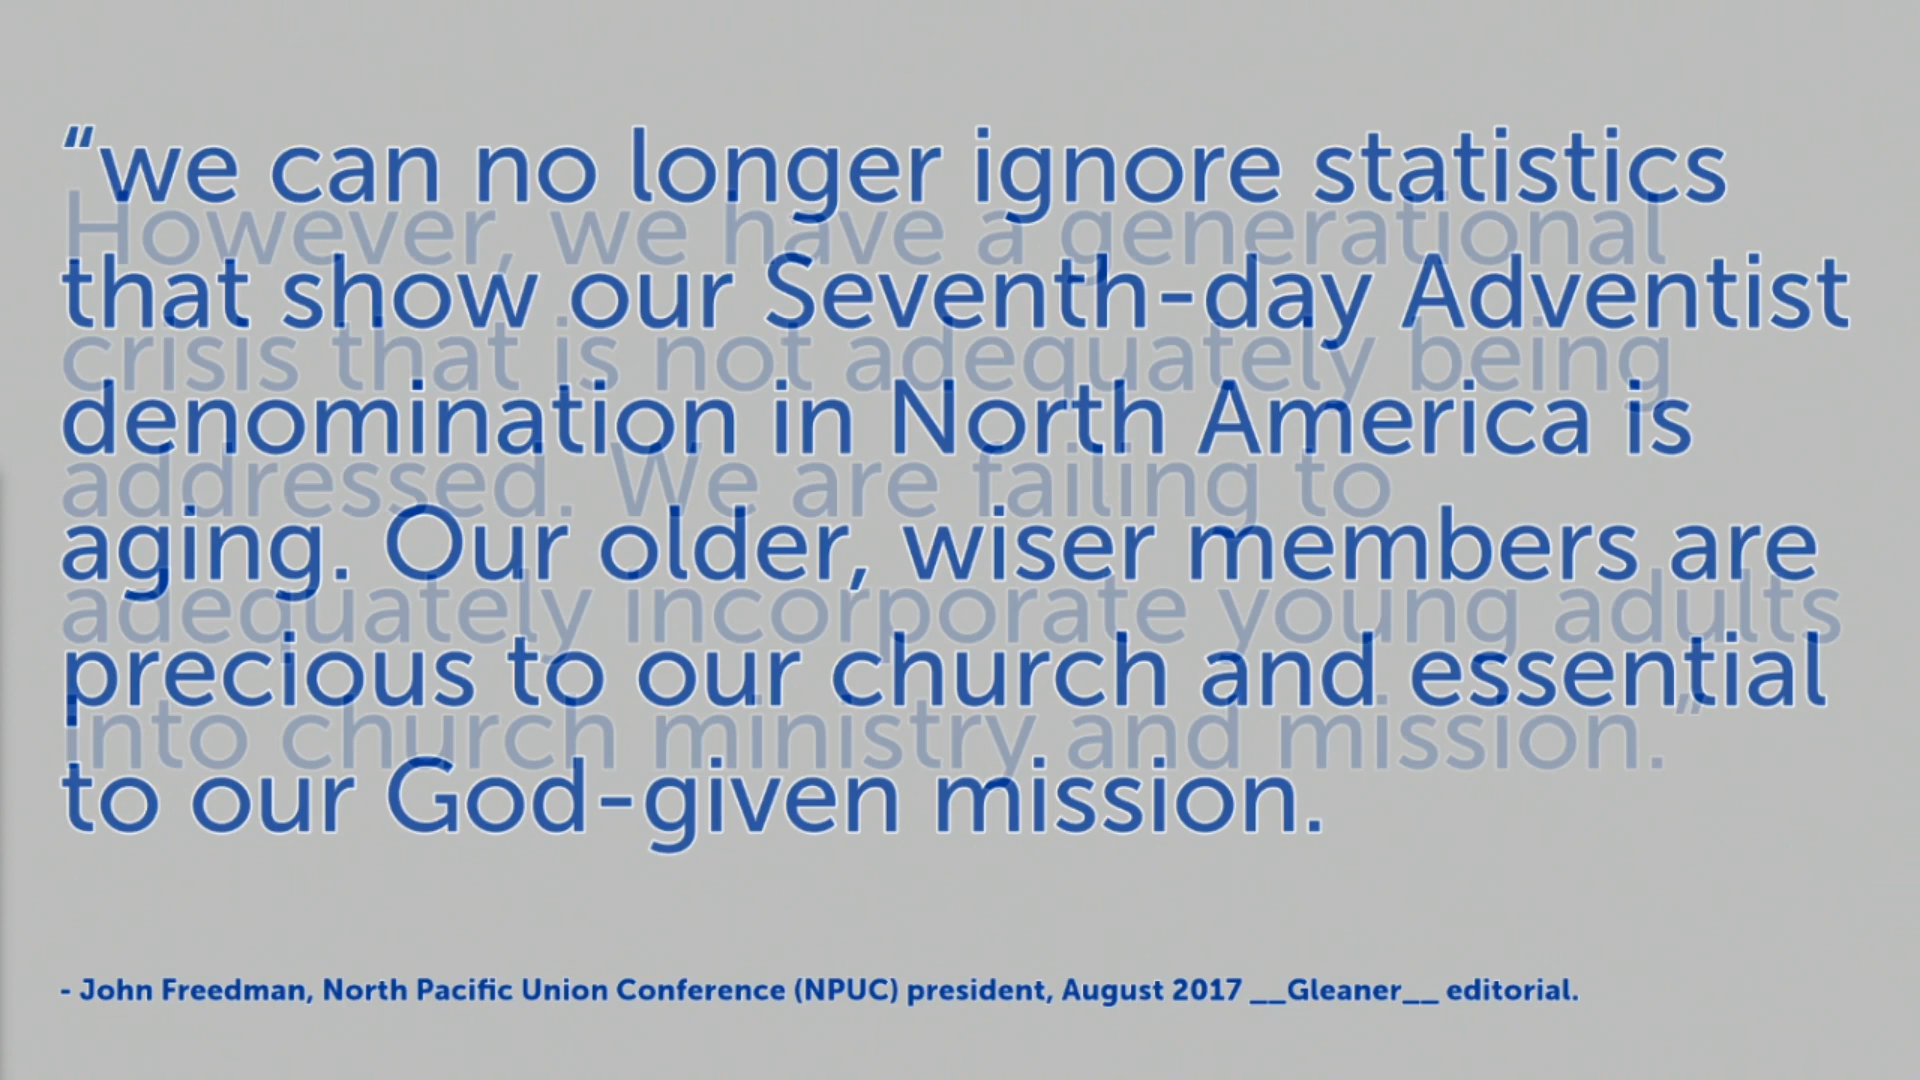 “we can no longer ignore statistics
that show our Seventh-day Adventist
denomination in North America is
aging. Our older, wiser members are
precious to our church and essential
to our God-given mission.
However, we have a generational
crisis that is not adequately being
addressed. We are failing to
adequately incorporate young adults
into church ministry and mission.”
- John Freedman, North Pacific Union Conference (NPUC) president, August 2017 __Gleaner__ editorial.